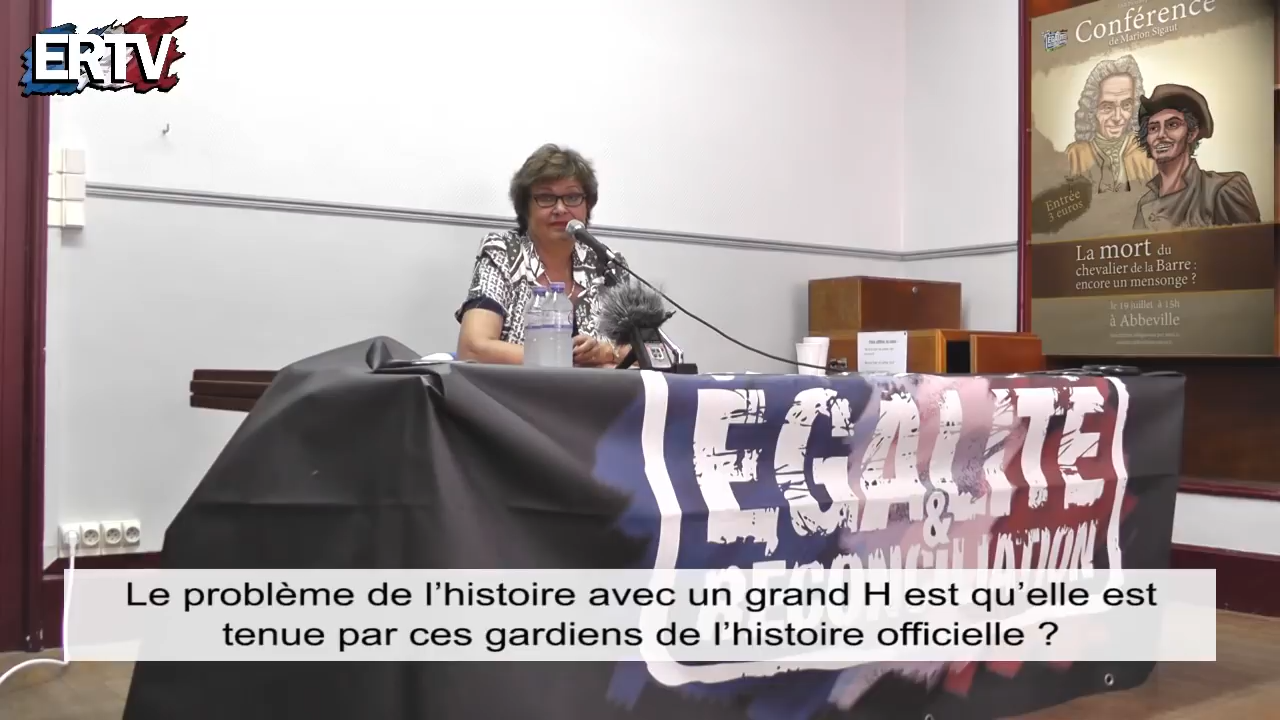 ERTV
Conférence
de Marion Sigaut
Entrée
3 euros
La mort du
chevalier de la Barre :
encore un mensonge ?
le 19 juillet à 15h
à Abbeville
ÉGALITÉ
&
RECONCILIATION
Le problème de l’histoire avec un grand H est qu’elle est
tenue par ces gardiens de l’histoire officielle ?